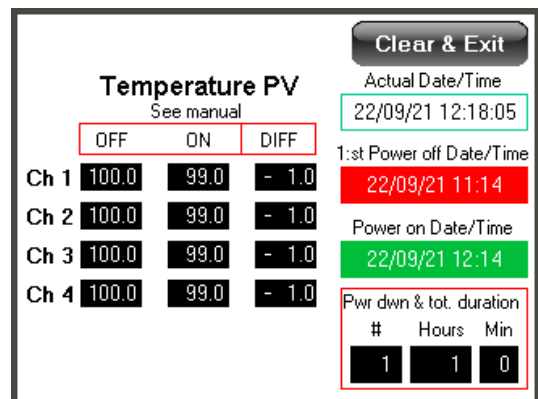 Clear & Exit
Temperature PV
See manual
OFF ON DIFF
Ch 1 100.0 99.0 - 1.0
Ch 2 100.0 99.0 - 1.0
Ch 3 100.0 99.0 - 1.0
Ch 4 100.0 99.0 - 1.0
Actual Date/Time
22/09/21 12:18:05
1:st Power off Date/Time
22/09/21 11:14
Power on Date/Time
22/09/21 12:14
Pwr dwn & tot. duration
# Hours Min
1 1 0